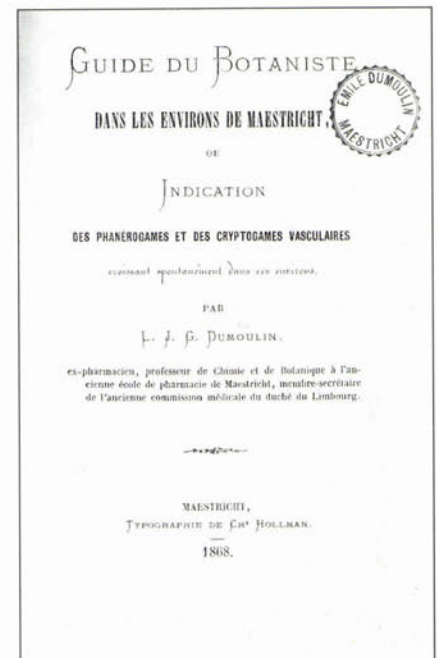 GUIDE DU BOTANISTE
DANS LES ENVIRONS DE MAESTRICHT,
OU
INDICATION
DES PHANÉROGAMES ET DES CRYPTOGAMES VASCULAIRES
croissant spontanément dans ces environs,
PAR
L. J. G. DUMOULIN,
ex-pharmacien, professeur de Chimie et de Botanique à l'an-
cienne école de pharmacie de Maestricht, membre-secrétaire
de l'ancienne commission médicale du duché du Limbourg.
MAESTRICHT,
TYPOGRAPHIE DE CHs HOLLMAN.
1868.
EMILE DUMOULIN
MAESTRICHT